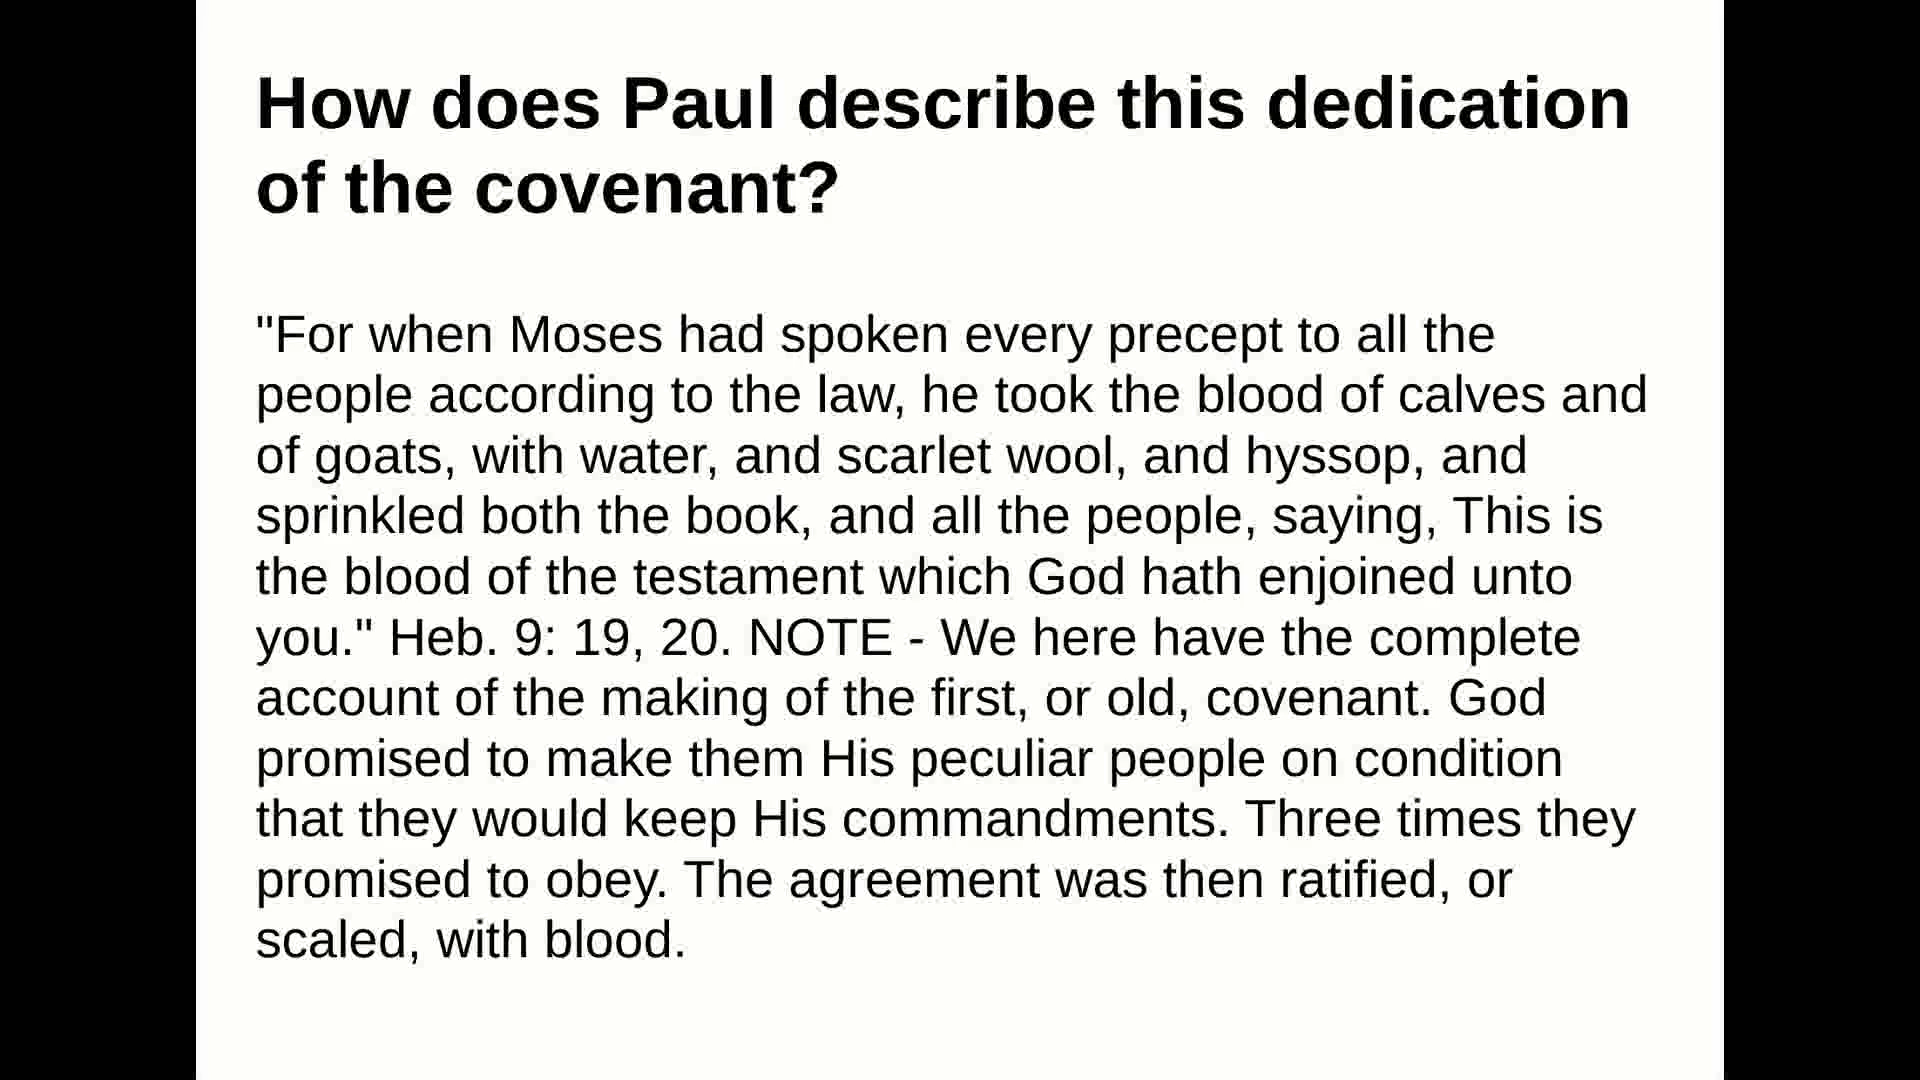 How does Paul describe this dedication
of the covenant?
"For when Moses had spoken every precept to all the
people according to the law, he took the blood of calves and
of goats, with water, and scarlet wool, and hyssop, and
sprinkled both the book, and all the people, saying, This is
the blood of the testament which God hath enjoined unto
you." Heb. 9: 19, 20. NOTE - We here have the complete
account of the making of the first, or old, covenant. God
promised to make them His peculiar people on condition
that they would keep His commandments. Three times they
promised to obey. The agreement was then ratified, or
scaled, with blood.